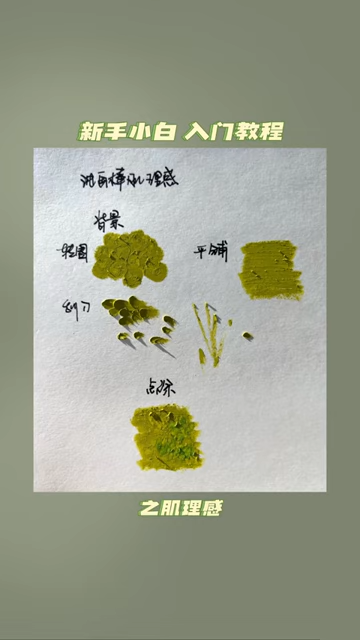 新手小白 入门教程
油画棒肌理感
背景
转圈
平铺
刮刀
点涂
之肌理感